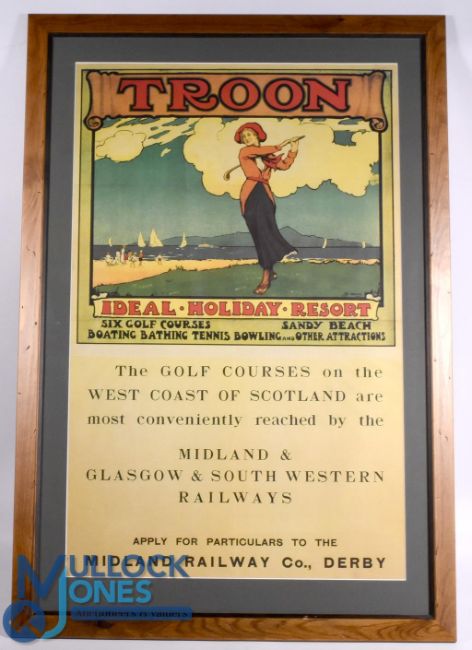 TROON
IDEAL · HOLIDAY · RESORT
SIX GOLF COURSES SANDY BEACH
BOATING BATHING TENNIS BOWLING AND OTHER ATTRACTIONS
The GOLF COURSES on the
WEST COAST OF SCOTLAND are
most conveniently reached by the
MIDLAND &
GLASGOW & SOUTH WESTERN
RAILWAYS
APPLY FOR PARTICULARS TO THE
MIDLAND RAILWAY Co., DERBY
MULLOCK
JONES
Auctioneers & Valuers